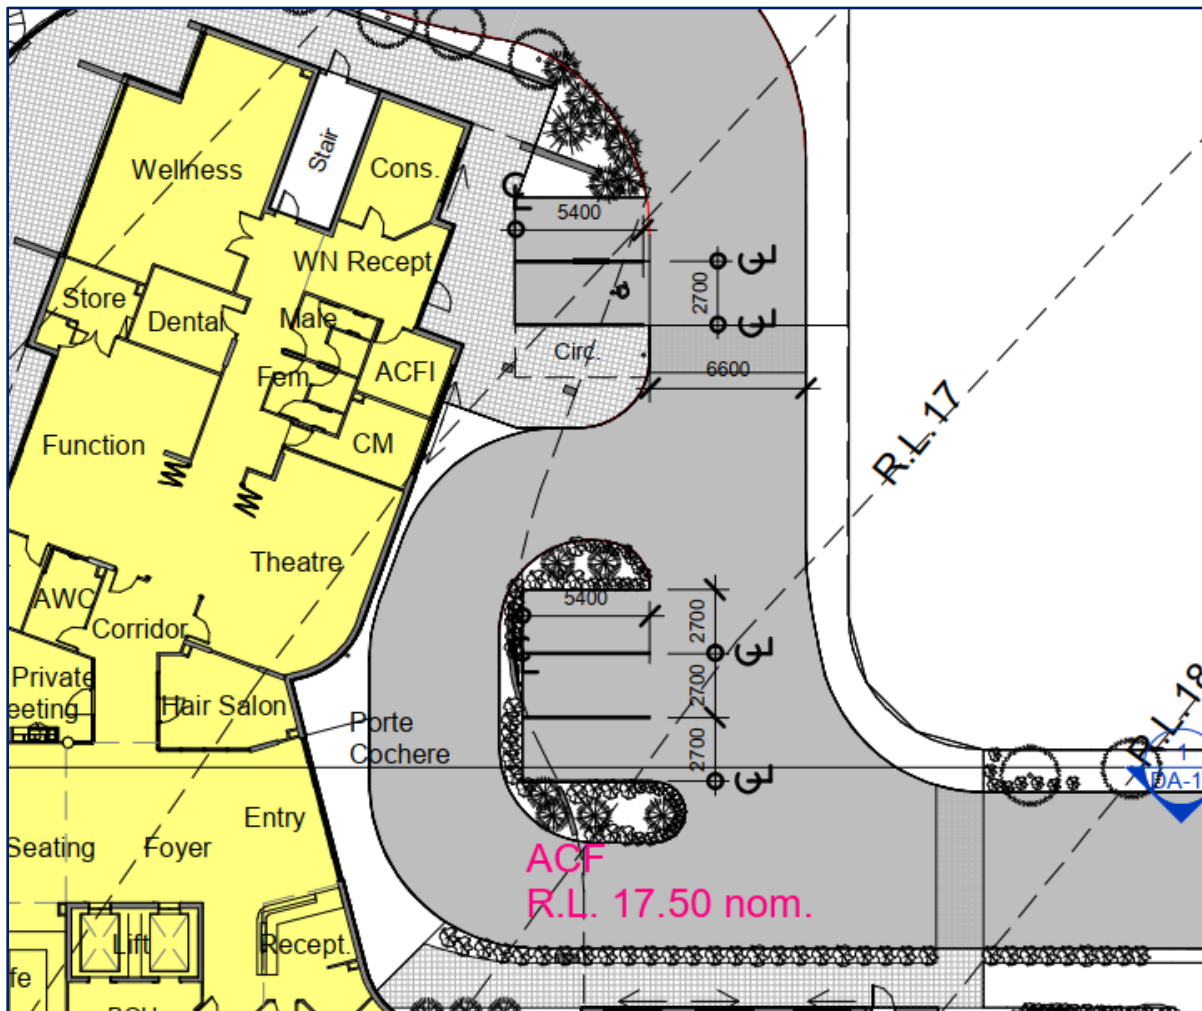 Wellness
Stair
Cons.
5400
WN Recept
2700
Store
Dental
Male
Circ.
Fem.
ACFI
6600
Function
CM
R.L. 17
Theatre
5400
2700
AWC
Corridor
2700
Private
eeting
Hair Salon
Porte
Cochere
2700
R.L. 18
1
DA-1
Entry
Seating
Foyer
ACF
R.L. 17.50 nom.
Lift
Recept.
fe